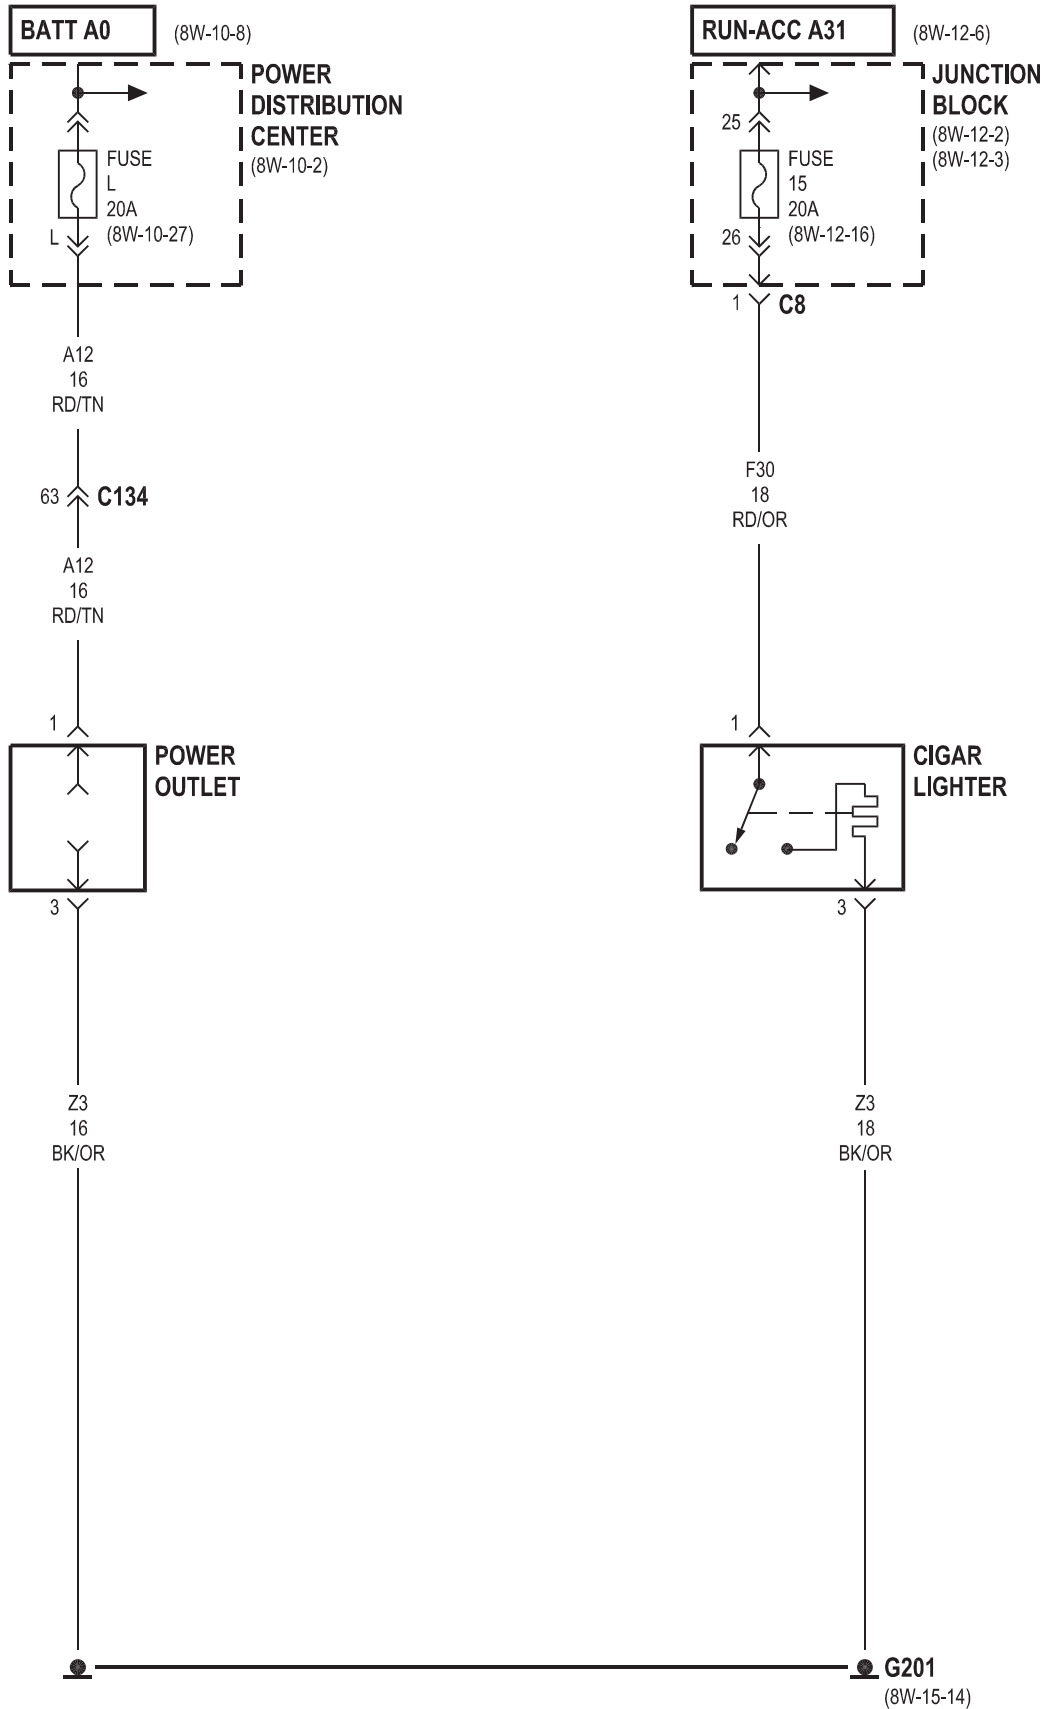 BATT A0
(8W-10-8)
POWER
DISTRIBUTION
CENTER
(8W-10-2)
FUSE
L
20A
(8W-10-27)
L
A12
16
RD/TN
63
C134
A12
16
RD/TN
1
POWER
OUTLET
3
Z3
16
BK/OR
RUN-ACC A31
(8W-12-6)
JUNCTION
BLOCK
(8W-12-2)
(8W-12-3)
25
FUSE
15
20A
(8W-12-16)
26
1
C8
F30
18
RD/OR
1
CIGAR
LIGHTER
3
Z3
18
BK/OR
G201
(8W-15-14)